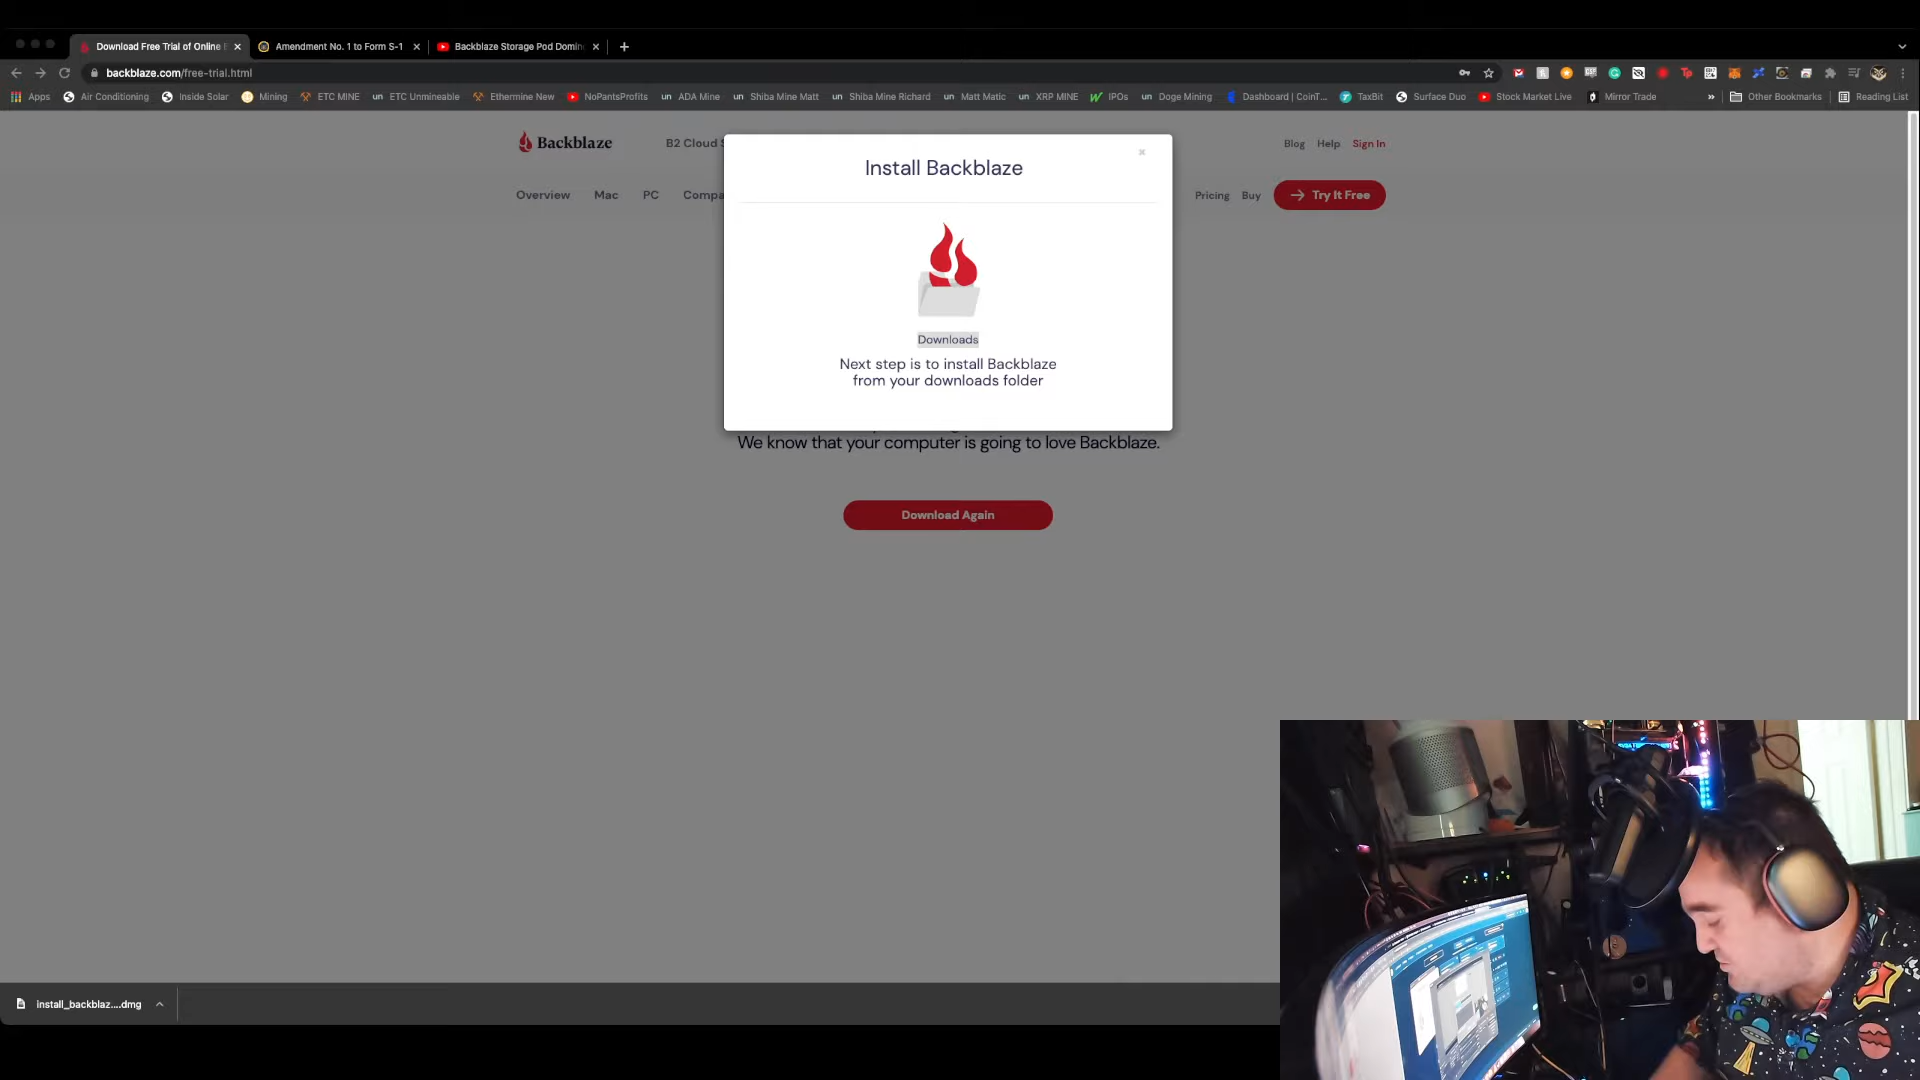 Download Free Trial of Online
Amendment No. 1 to Form S-1
Backblaze Storage Pod Domin
backblaze.com/free-trial.html
Apps
Air Conditioning
Inside Solar
Mining
ETC MINE
ETC Unmineable
Ethermine New
NoPantsProfits
ADA Mine
Shiba Mine Matt
Shiba Mine Richard
Matt Matic
XRP MINE
IPOs
Doge Mining
Dashboard | CoinT...
TaxBit
Surface Duo
Stock Market Live
Mirror Trade
»
Other Bookmarks
Reading List
Backblaze
B2 Cloud
Blog
Help
Sign In
Overview
Mac
PC
Compa
Pricing
Buy
Try It Free
Install Backblaze
Downloads
Next step is to install Backblaze
from your downloads folder
We know that your computer is going to love Backblaze.
Download Again
install_backblaz....dmg